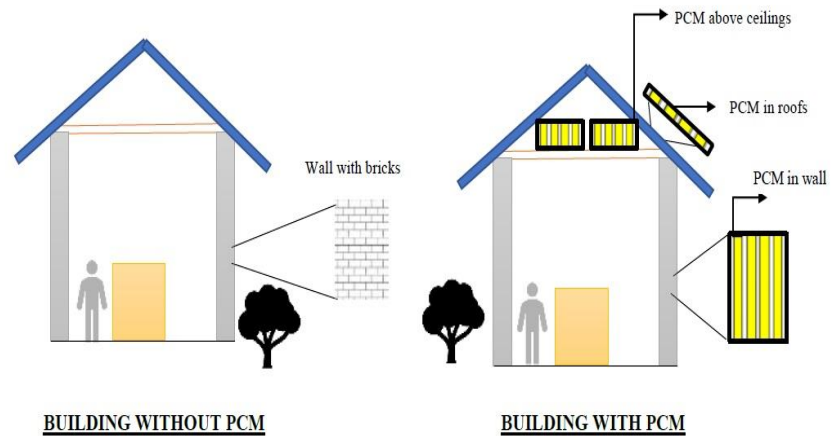 PCM above ceilings
PCM in roofs
Wall with bricks
PCM in wall
BUILDING WITHOUT PCM
BUILDING WITH PCM